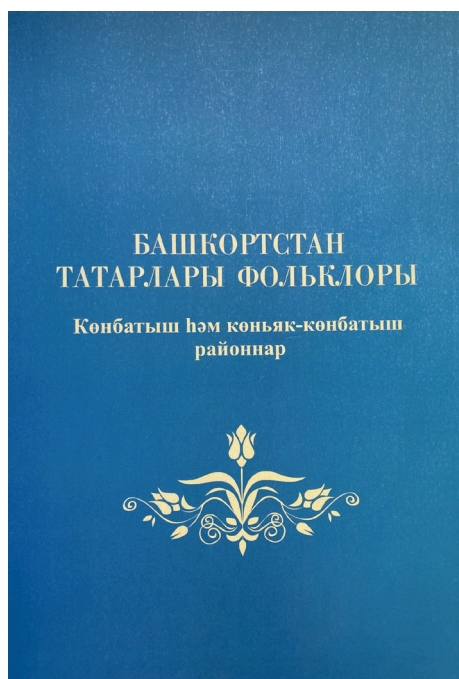 БАШКОРТСТАН
ТАТАРЛАРЫ ФОЛЬКЛОРЫ
Көнбатыш һәм көньяк-көнбатыш
районнар